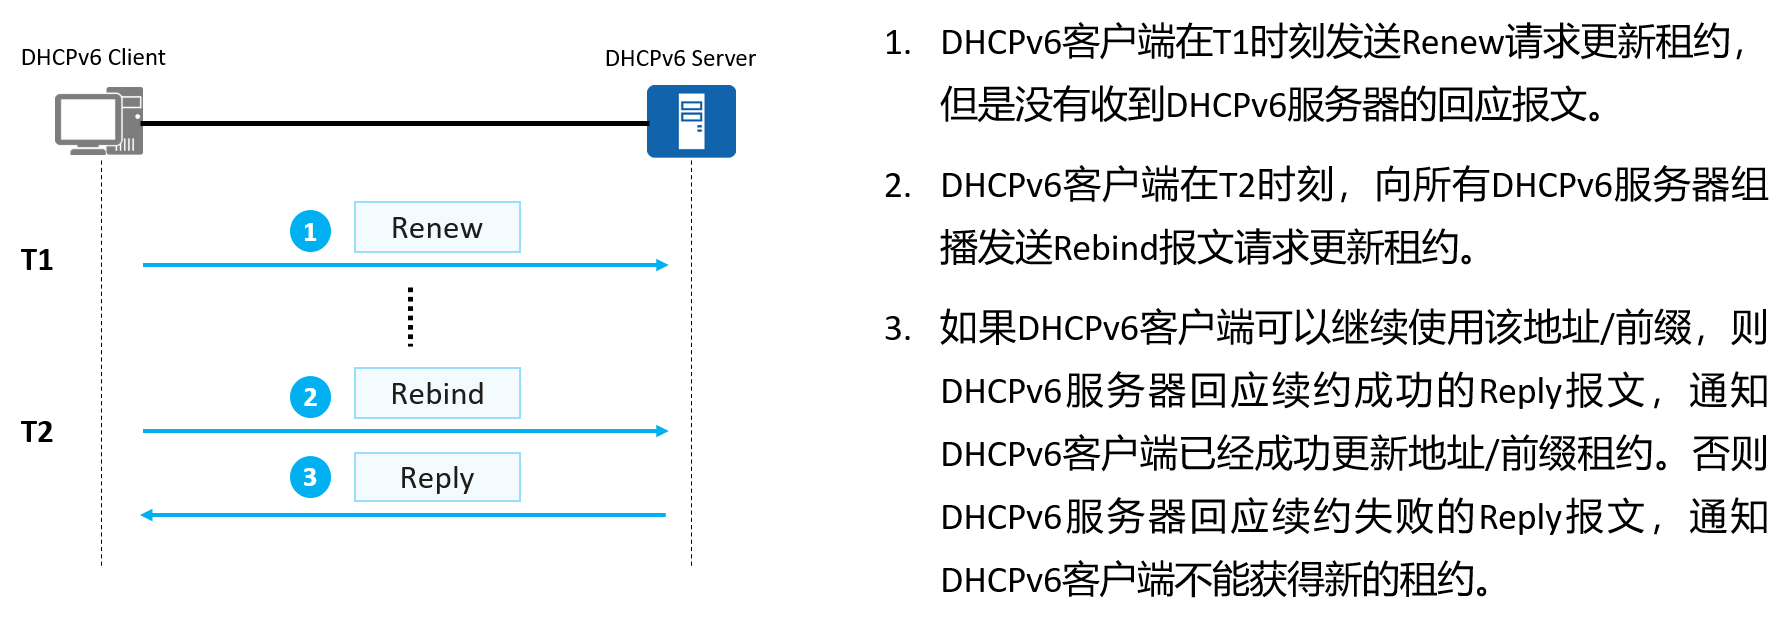 DHCPv6 Client
DHCPv6 Server
1 Renew
T1
2 Rebind
T2
3 Reply
1. DHCPv6客户端在T1时刻发送Renew请求更新租约，
但是没有收到DHCPv6服务器的回应报文。
2. DHCPv6客户端在T2时刻，向所有DHCPv6服务器组
播发送Rebind报文请求更新租约。
3. 如果DHCPv6客户端可以继续使用该地址/前缀，则
DHCPv6服务器回应续约成功的Reply报文，通知
DHCPv6客户端已经成功更新地址/前缀租约。否则
DHCPv6服务器回应续约失败的Reply报文，通知
DHCPv6客户端不能获得新的租约。